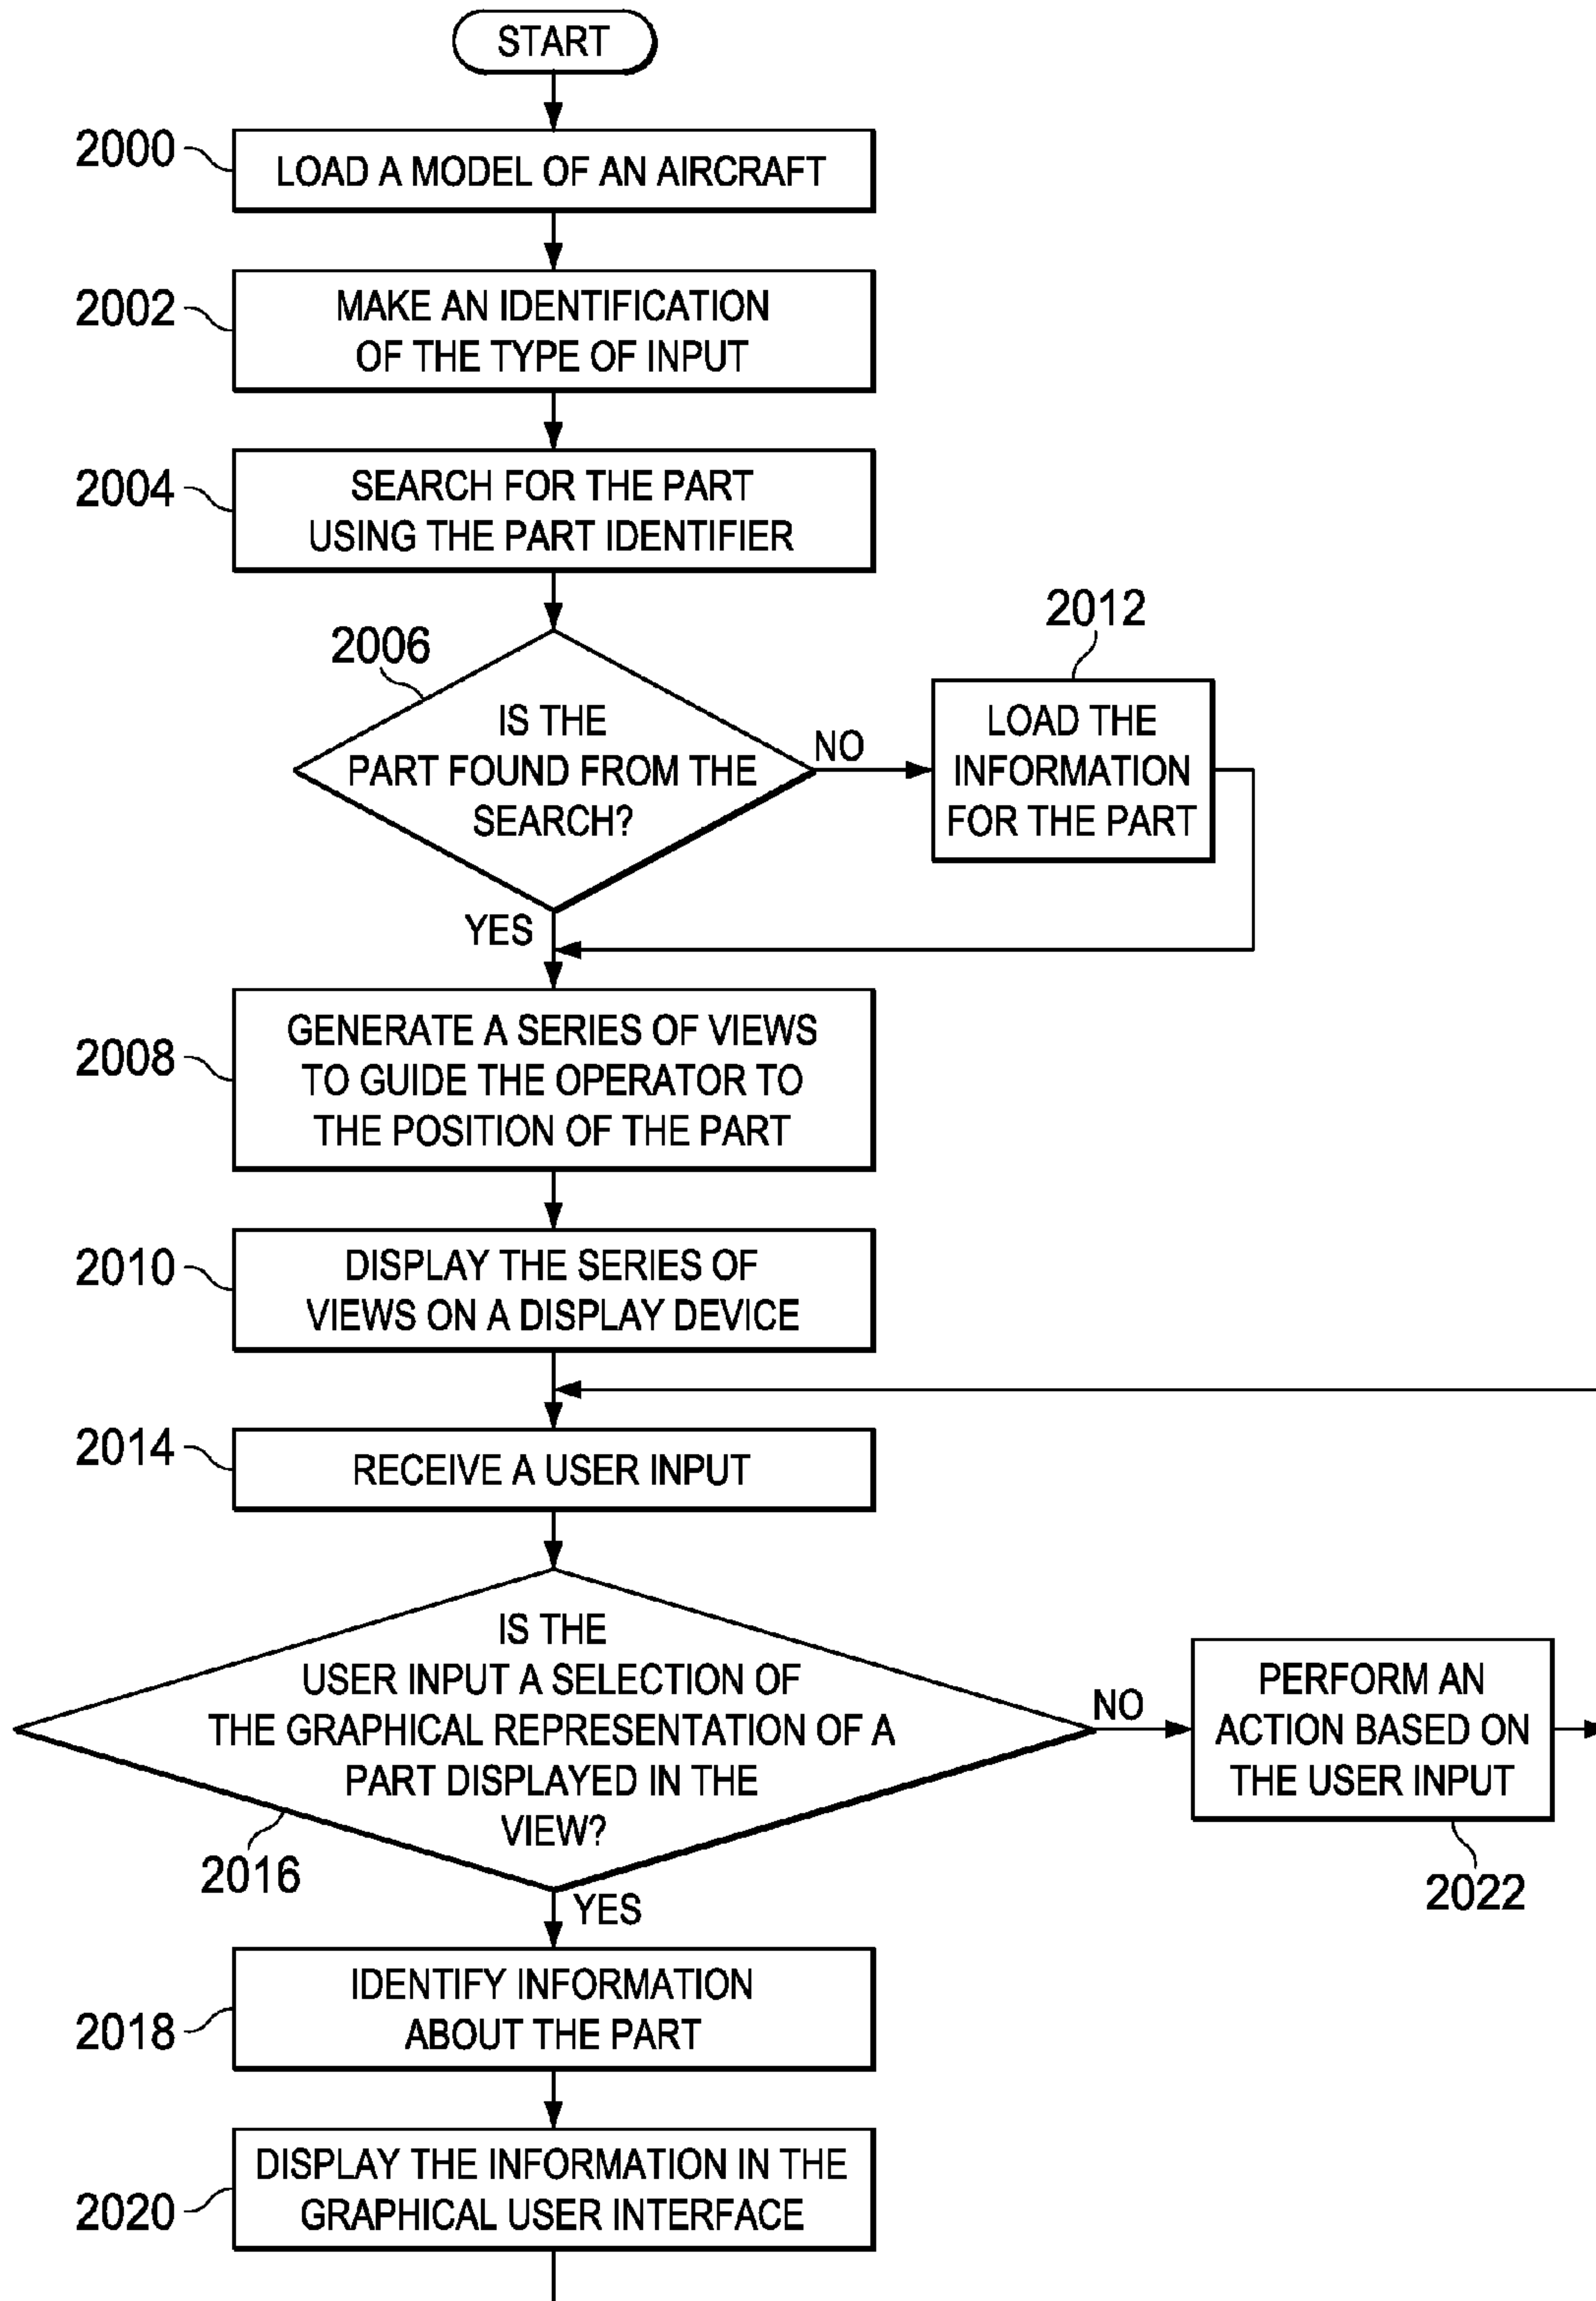 START
2000
LOAD A MODEL OF AN AIRCRAFT
2002
MAKE AN IDENTIFICATION
OF THE TYPE OF INPUT
2004
SEARCH FOR THE PART
USING THE PART IDENTIFIER
2006
IS THE
PART FOUND FROM THE
SEARCH?
NO
2012
LOAD THE
INFORMATION
FOR THE PART
YES
2008
GENERATE A SERIES OF VIEWS
TO GUIDE THE OPERATOR TO
THE POSITION OF THE PART
2010
DISPLAY THE SERIES OF
VIEWS ON A DISPLAY DEVICE
2014
RECEIVE A USER INPUT
IS THE
USER INPUT A SELECTION OF
THE GRAPHICAL REPRESENTATION OF A
PART DISPLAYED IN THE
VIEW?
2016
NO
PERFORM AN
ACTION BASED ON
THE USER INPUT
2022
YES
2018
IDENTIFY INFORMATION
ABOUT THE PART
2020
DISPLAY THE INFORMATION IN THE
GRAPHICAL USER INTERFACE